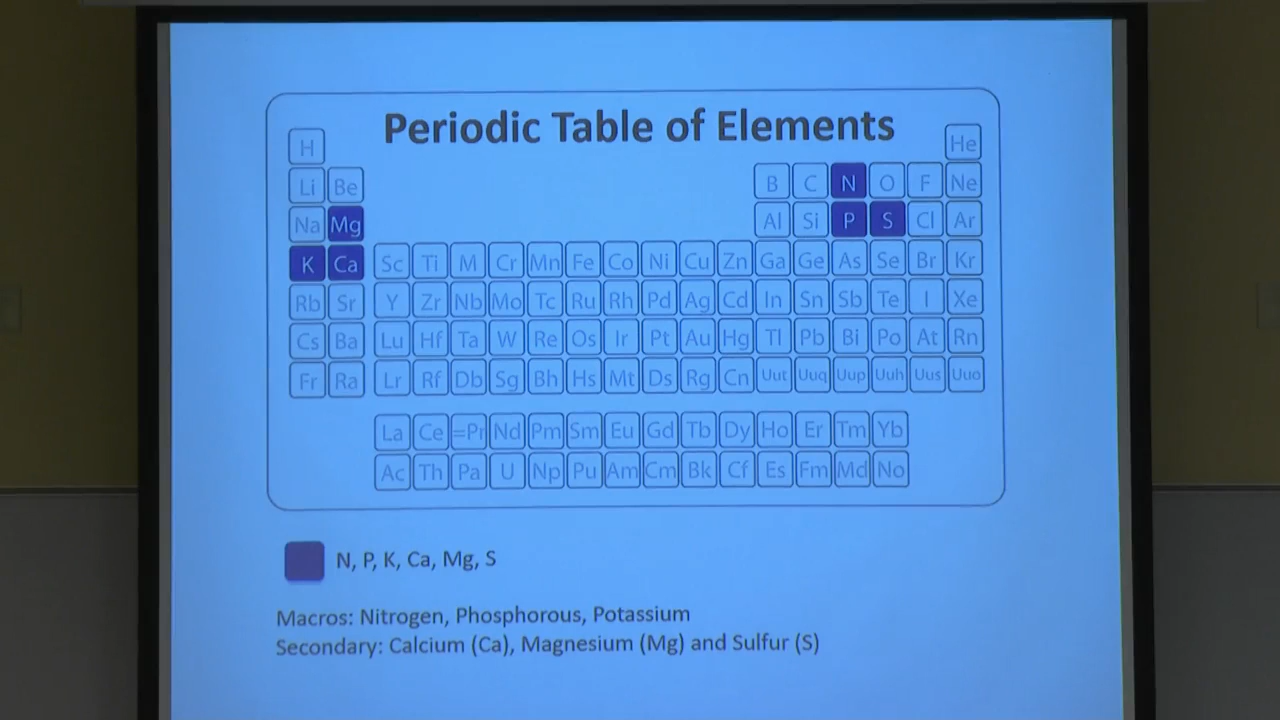 Periodic Table of Elements
H He
Li Be B C N O F Ne
Na Mg Al Si P S Cl Ar
K Ca Sc Ti M Cr Mn Fe Co Ni Cu Zn Ga Ge As Se Br Kr
Rb Sr Y Zr Nb Mo Tc Ru Rh Pd Ag Cd In Sn Sb Te I Xe
Cs Ba Lu Hf Ta W Re Os Ir Pt Au Hg Tl Pb Bi Po At Rn
Fr Ra Lr Rf Db Sg Bh Hs Mt Ds Rg Cn Uut Uuq Uup Uuh Uus Uuo
La Ce =Pr Nd Pm Sm Eu Gd Tb Dy Ho Er Tm Yb
Ac Th Pa U Np Pu Am Cm Bk Cf Es Fm Md No
N, P, K, Ca, Mg, S
Macros: Nitrogen, Phosphorous, Potassium
Secondary: Calcium (Ca), Magnesium (Mg) and Sulfur (S)